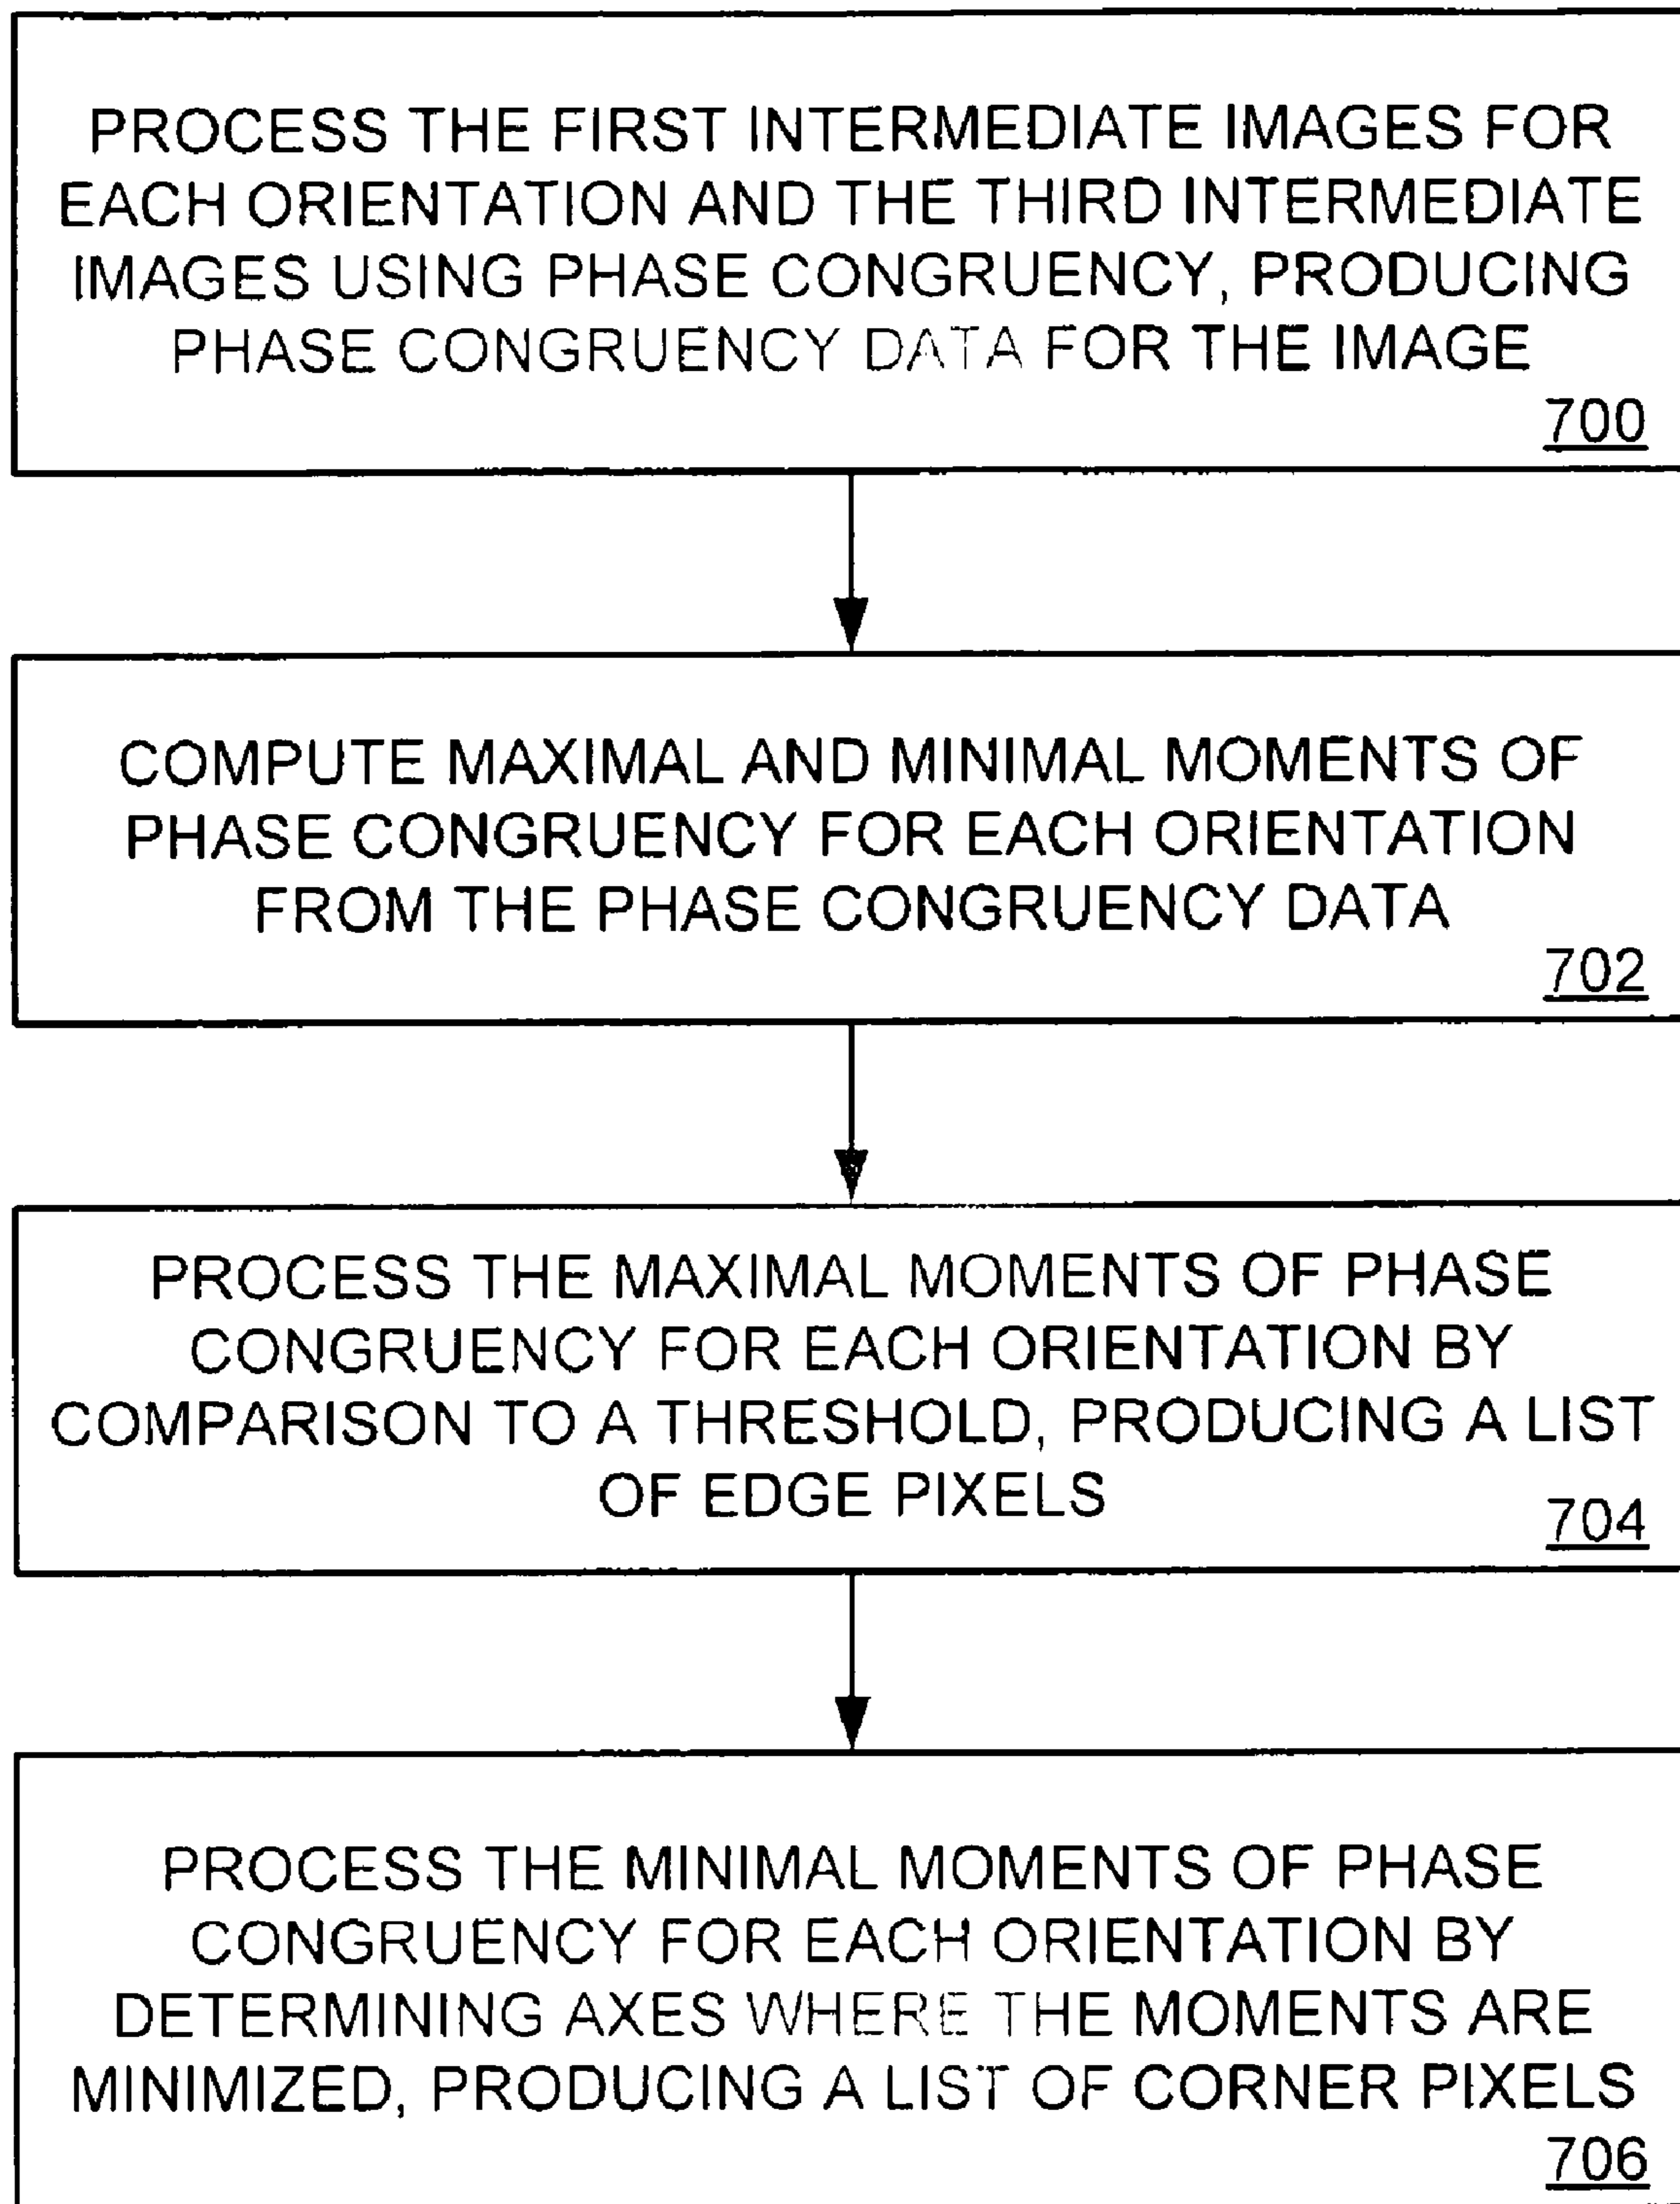 PROCESS THE FIRST INTERMEDIATE IMAGES FOR
EACH ORIENTATION AND THE THIRD INTERMEDIATE
IMAGES USING PHASE CONGRUENCY, PRODUCING
PHASE CONGRUENCY DATA FOR THE IMAGE
700
COMPUTE MAXIMAL AND MINIMAL MOMENTS OF
PHASE CONGRUENCY FOR EACH ORIENTATION
FROM THE PHASE CONGRUENCY DATA
702
PROCESS THE MAXIMAL MOMENTS OF PHASE
CONGRUENCY FOR EACH ORIENTATION BY
COMPARISON TO A THRESHOLD, PRODUCING A LIST
OF EDGE PIXELS
704
PROCESS THE MINIMAL MOMENTS OF PHASE
CONGRUENCY FOR EACH ORIENTATION BY
DETERMINING AXES WHERE THE MOMENTS ARE
MINIMIZED, PRODUCING A LIST OF CORNER PIXELS
706